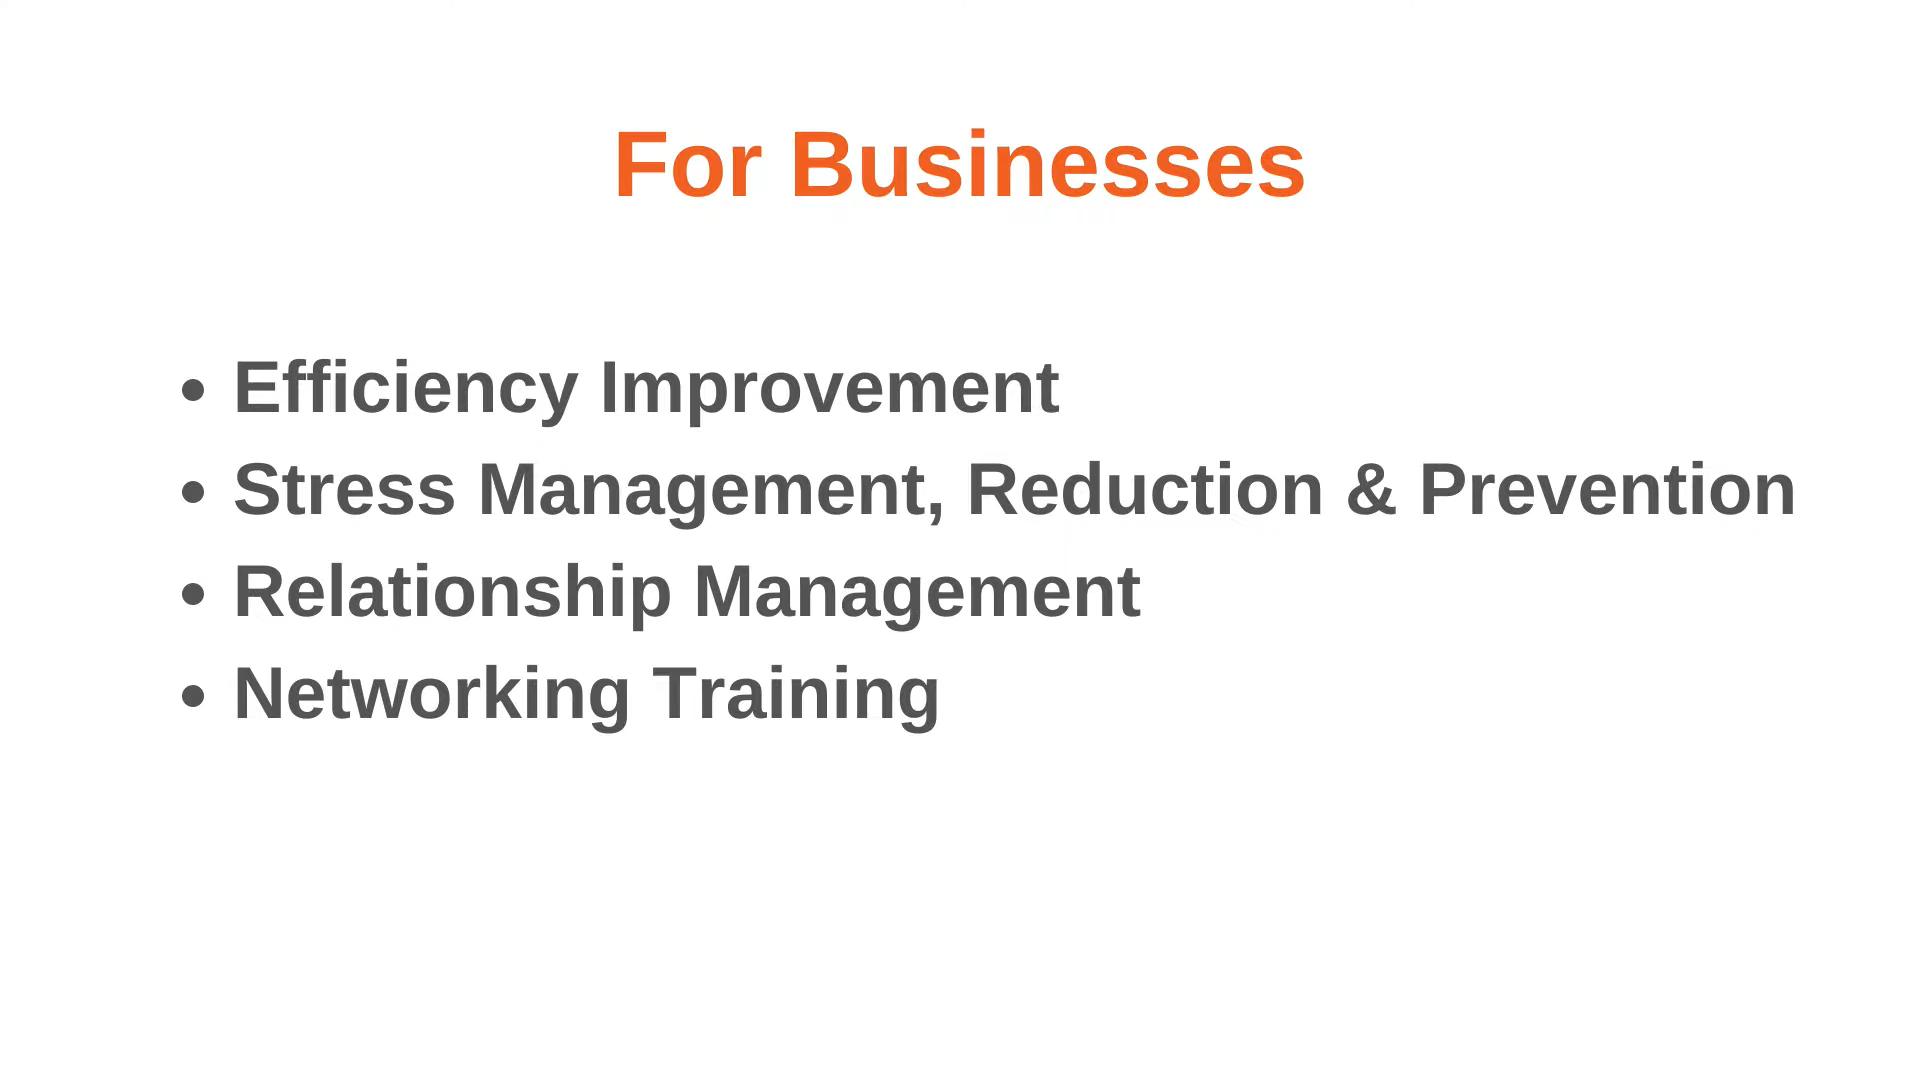 For Businesses
• Efficiency Improvement
• Stress Management, Reduction & Prevention
• Relationship Management
• Networking Training